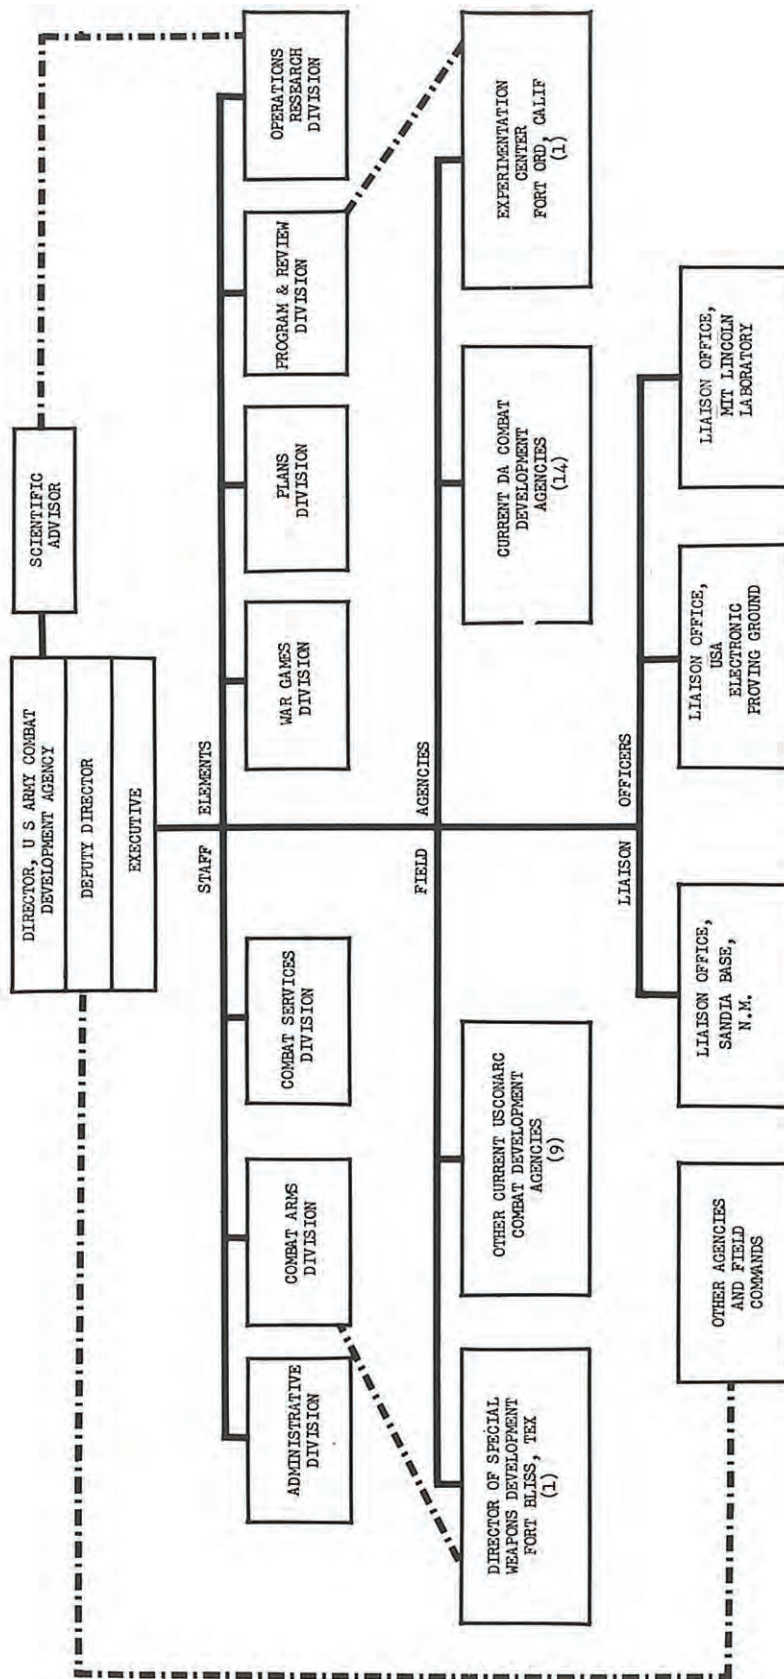 DIRECTOR, U S ARMY COMBAT
DEVELOPMENT AGENCY
DEPUTY DIRECTOR
EXECUTIVE
SCIENTIFIC
ADVISOR
STAFF ELEMENTS
ADMINISTRATIVE
DIVISION
COMBAT ARMS
DIVISION
COMBAT SERVICES
DIVISION
WAR GAMES
DIVISION
PLANS
DIVISION
PROGRAM & REVIEW
DIVISION
OPERATIONS
RESEARCH
DIVISION
FIELD AGENCIES
DIRECTOR OF SPECIAL
WEAPONS DEVELOPMENT
FORT BLISS, TEX
(1)
OTHER CURRENT USCONARC
COMBAT DEVELOPMENT
AGENCIES
(9)
CURRENT DA COMBAT
DEVELOPMENT
AGENCIES
(14)
EXPERIMENTATION
CENTER
FORT ORD, CALIF
(1)
LIAISON OFFICERS
OTHER AGENCIES
AND FIELD
COMMANDS
LIAISON OFFICE,
SANDIA BASE,
N.M.
LIAISON OFFICE,
USA
ELECTRONIC
PROVING GROUND
LIAISON OFFICE,
MIT LINCOLN
LABORATORY